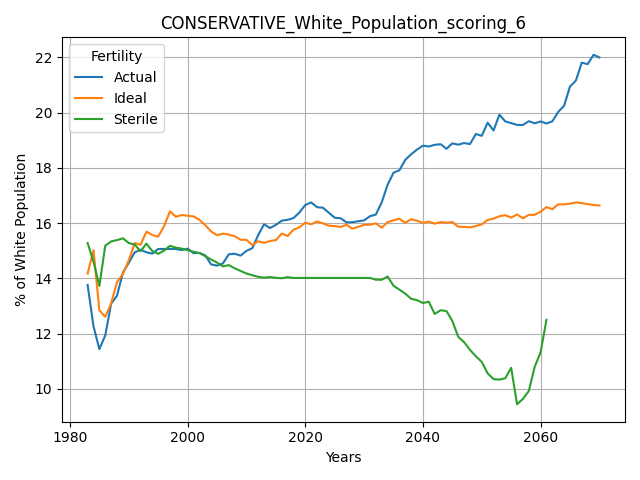 CONSERVATIVE_White_Population_scoring_6
Fertility
Actual
Ideal
Sterile
% of White Population
22
20
18
16
14
12
10
1980
2000
2020
2040
2060
Years